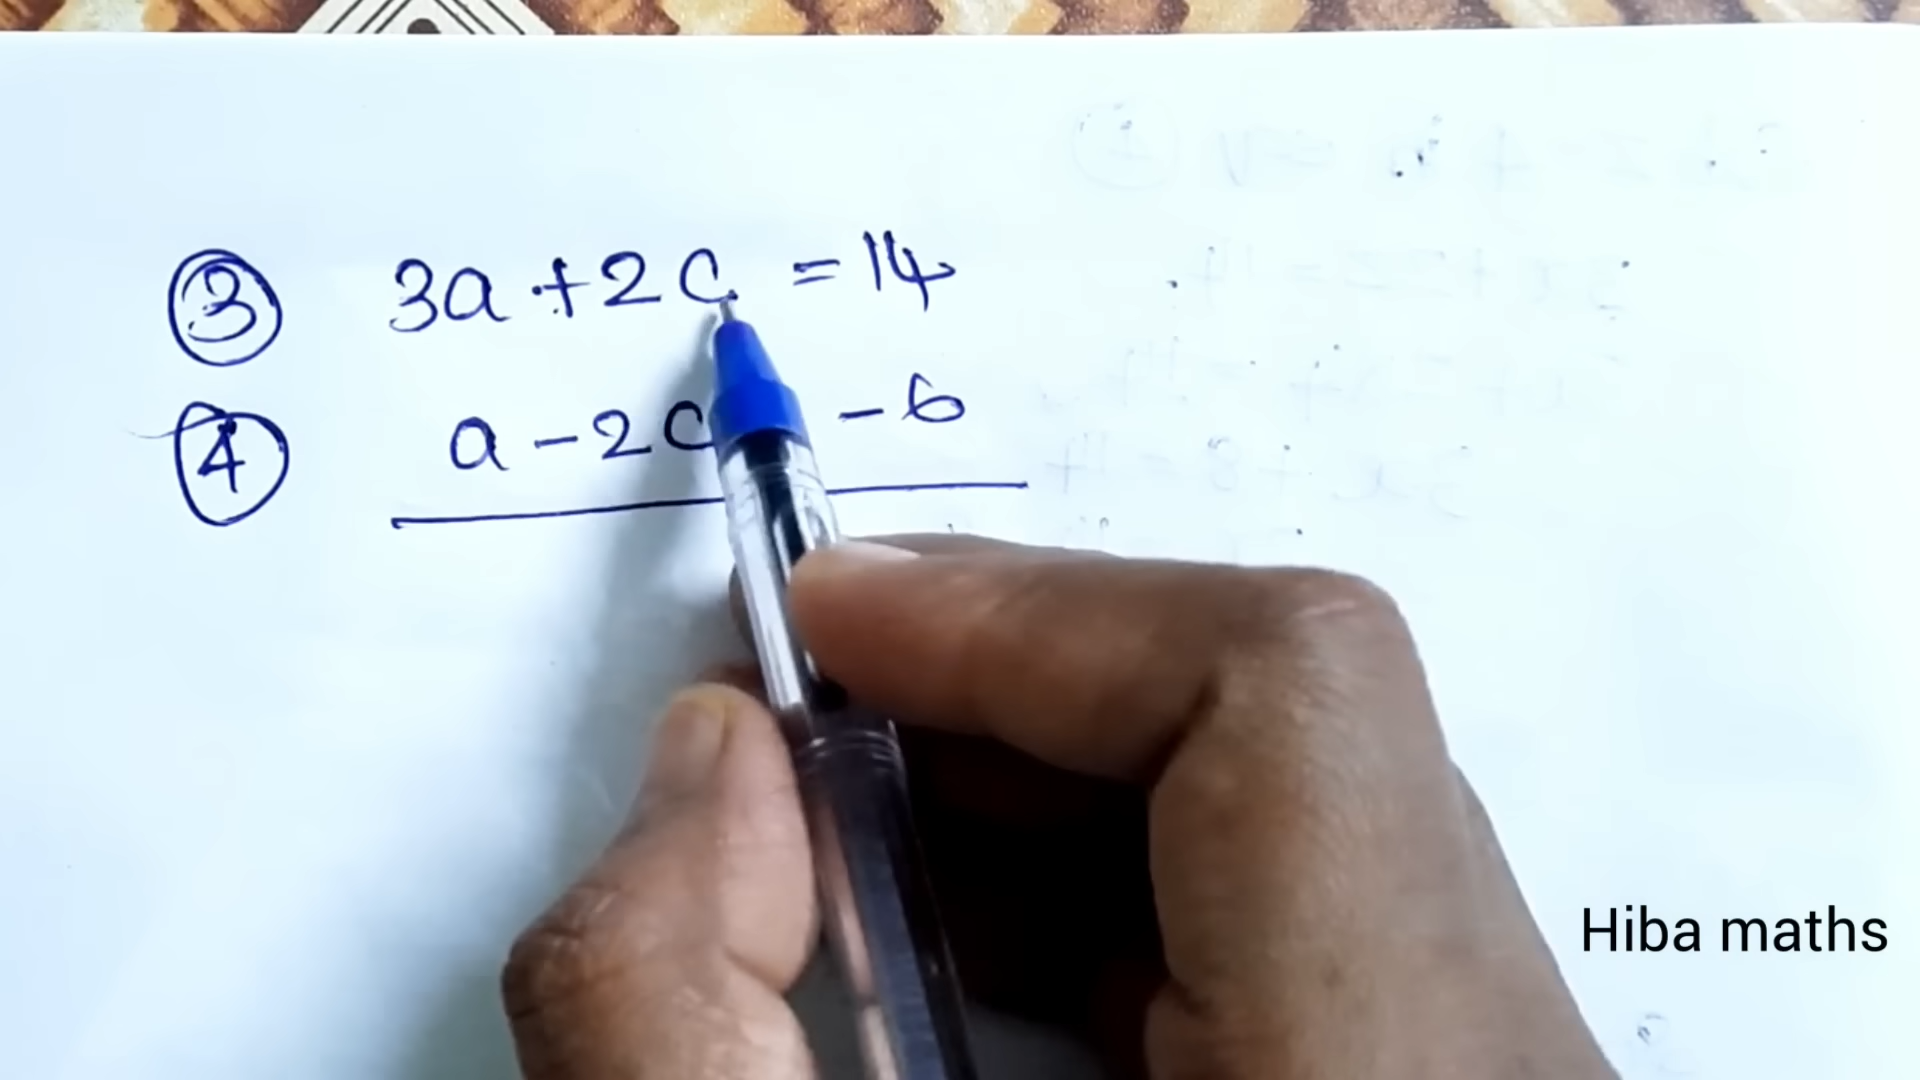 ③ 3a + 2c = 14
④ a - 2c - 6
Hiba maths